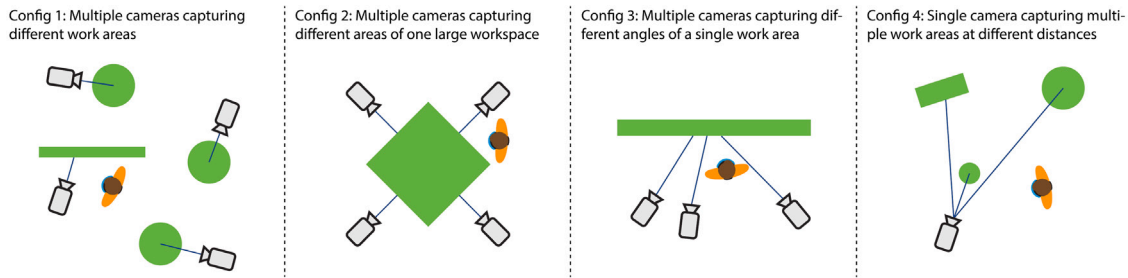 Config 1: Multiple cameras capturing
different work areas
Config 2: Multiple cameras capturing
different areas of one large workspace
Config 3: Multiple cameras capturing dif-
ferent angles of a single work area
Config 4: Single camera capturing multi-
ple work areas at different distances